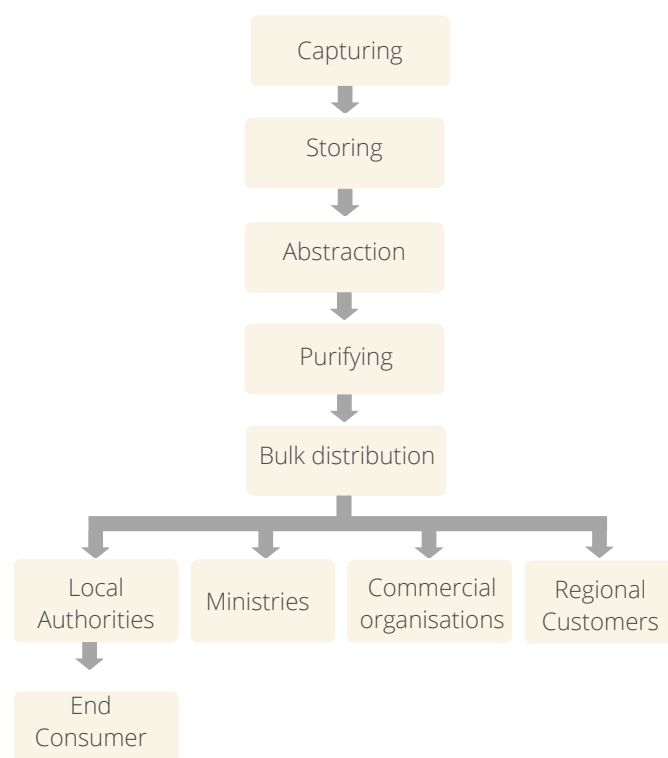 Capturing
Storing
Abstraction
Purifying
Bulk distribution
Local
Authorities
Ministries
Commercial
organisations
Regional
Customers
End
Consumer